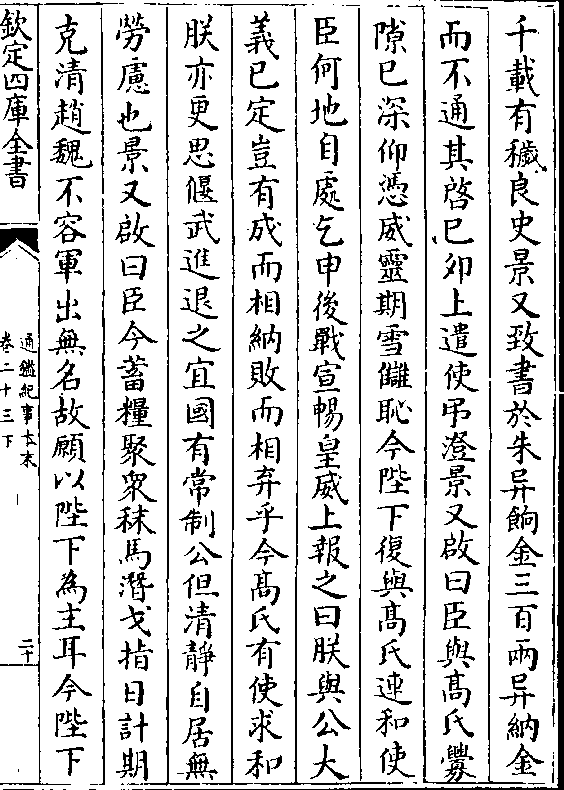 千載有穢良史景又致書於朱异餉金三百兩异納金
而不通其啓己卯上遣使吊澄景又啟曰臣與高氏釁
隙已深仰憑威靈期雪讎恥今陛下復與高氏連和使
臣何地自處乞申後戰宣暢皇威上報之曰朕與公大
義已定豈有成而相納敗而相弃乎今高氏有使求和
朕亦更思偃武進退之宜國有常制公但清靜自居無
勞慮也景又啟曰臣今蓄糧聚衆秣馬潛戈指日計期
克清趙魏不容軍出無名故願以陛下為主耳今陛下
欽定四庫全書
通鑑紀事本末
卷二十三下
二十